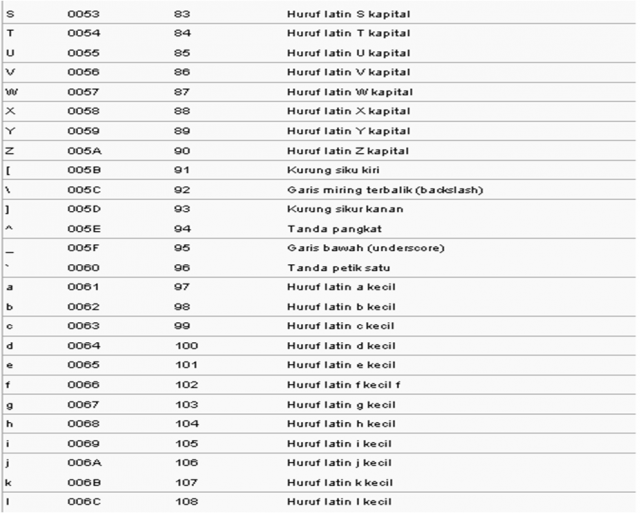 S 0053 83 Huruf latin S kapital
T 0054 84 Huruf latin T kapital
U 0055 85 Huruf latin U kapital
V 0056 86 Huruf latin V kapital
W 0057 87 Huruf latin W kapital
X 0058 88 Huruf latin X kapital
Y 0059 89 Huruf latin Y kapital
Z 005A 90 Huruf latin Z kapital
[ 005B 91 Kurung siku kiri
\ 005C 92 Garis miring terbalik (backslash)
] 005D 93 Kurung sikur kanan
^ 005E 94 Tanda pangkat
_ 005F 95 Garis bawah (underscore)
` 0060 96 Tanda petik satu
a 0061 97 Huruf latin a kecil
b 0062 98 Huruf latin b kecil
c 0063 99 Huruf latin c kecil
d 0064 100 Huruf latin d kecil
e 0065 101 Huruf latin e kecil
f 0066 102 Huruf latin f kecil f
g 0067 103 Huruf latin g kecil
h 0068 104 Huruf latin h kecil
i 0069 105 Huruf latin i kecil
j 006A 106 Huruf latin j kecil
k 006B 107 Huruf latin k kecil
l 006C 108 Huruf latin l kecil